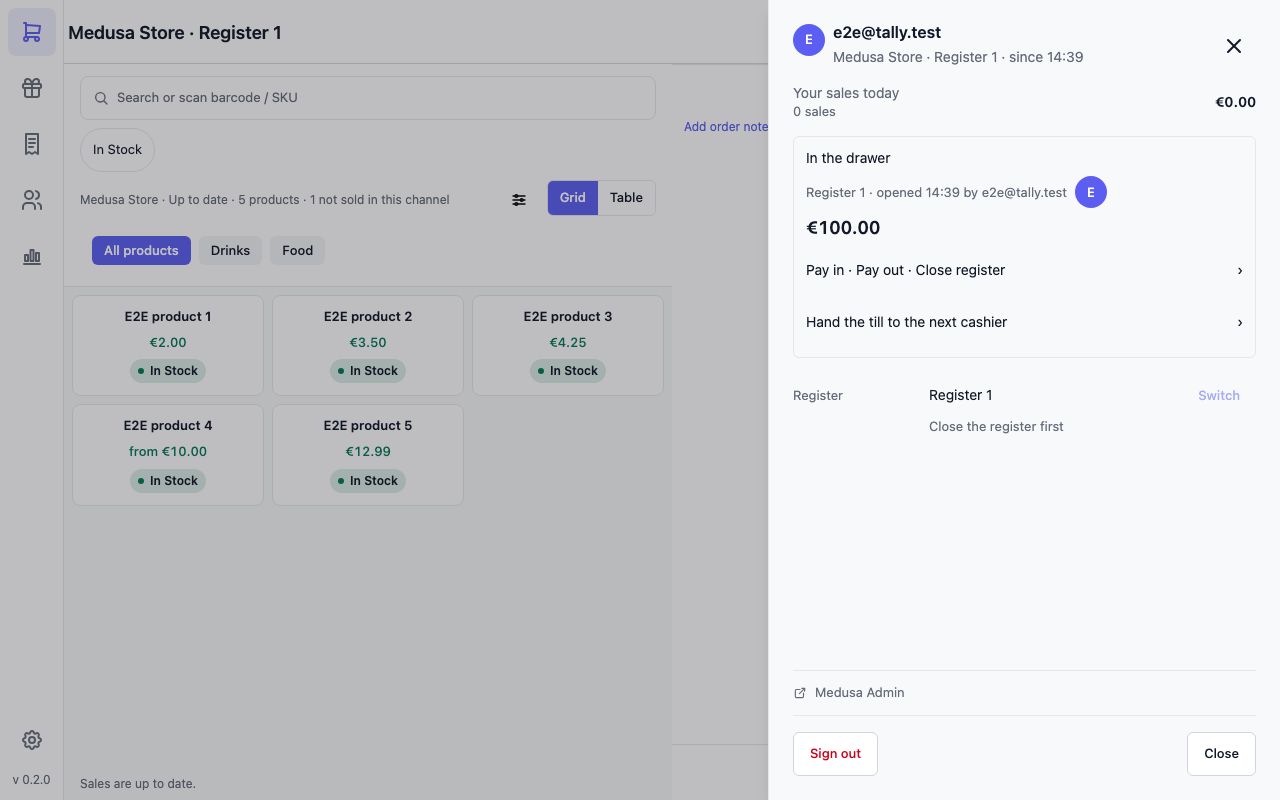 Medusa Store · Register 1
Search or scan barcode / SKU
In Stock
Medusa Store · Up to date · 5 products · 1 not sold in this channel
Grid
Table
All products
Drinks
Food
E2E product 1
€2.00
In Stock
E2E product 2
€3.50
In Stock
E2E product 3
€4.25
In Stock
E2E product 4
from €10.00
In Stock
E2E product 5
€12.99
In Stock
Add order note
v 0.2.0
Sales are up to date.
E
e2e@tally.test
Medusa Store · Register 1 · since 14:39
Your sales today
0 sales
€0.00
In the drawer
Register 1 · opened 14:39 by e2e@tally.test
E
€100.00
Pay in · Pay out · Close register ›
Hand the till to the next cashier ›
Register
Register 1
Switch
Close the register first
Medusa Admin
Sign out
Close